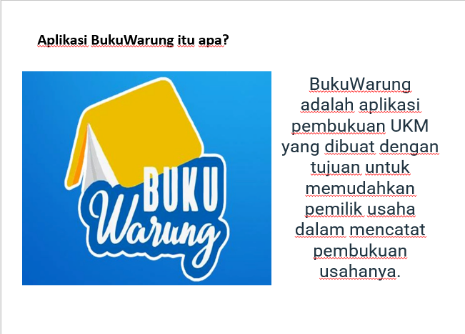 Aplikasi BukuWarung itu apa?
BUKU
Warung
BukuWarung
adalah aplikasi
pembukuan UKM
yang dibuat dengan
tujuan untuk
memudahkan
pemilik usaha
dalam mencatat
pembukuan
usahanya.